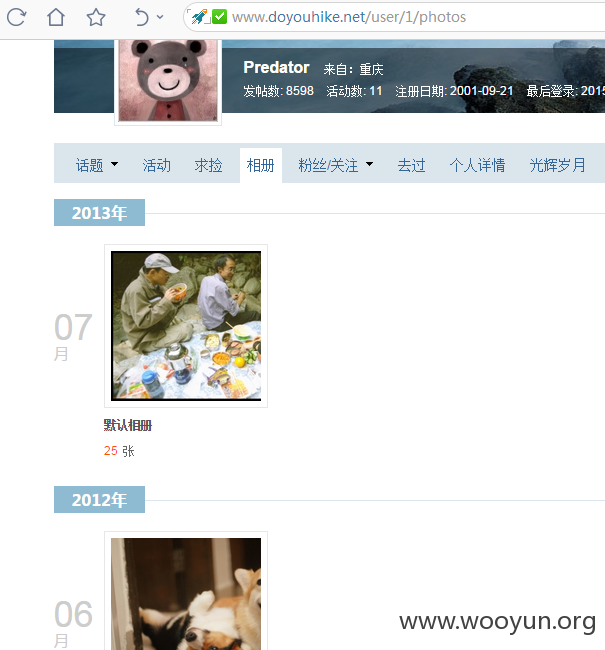 www.doyouhike.net/user/1/photos
Predator 来自：重庆
发帖数: 8598 活动数: 11 注册日期: 2001-09-21 最后登录: 2015
话题 活动 求捡 相册 粉丝/关注 去过 个人详情 光辉岁月
2013年
07
月
默认相册
25 张
2012年
06
月
www.wooyun.org